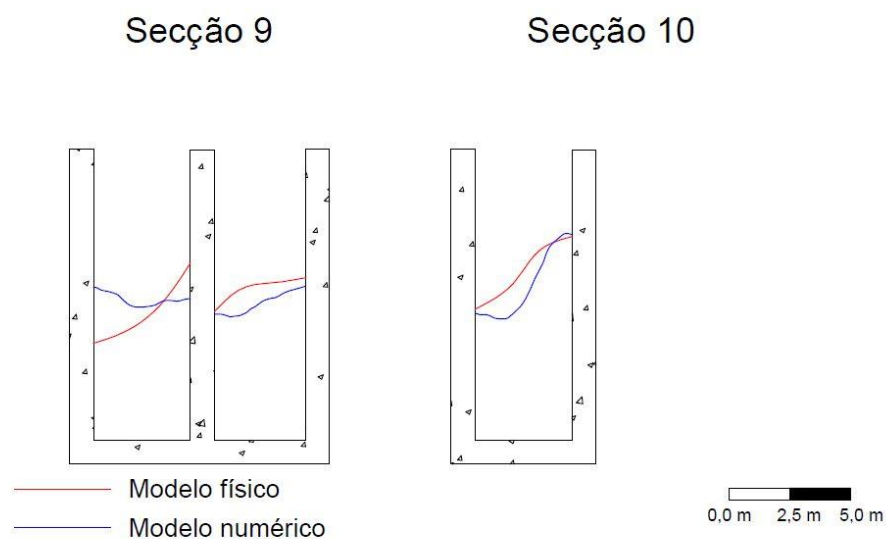 Secção 9
Secção 10
Modelo físico
Modelo numérico
0,0 m 2,5 m 5,0 m